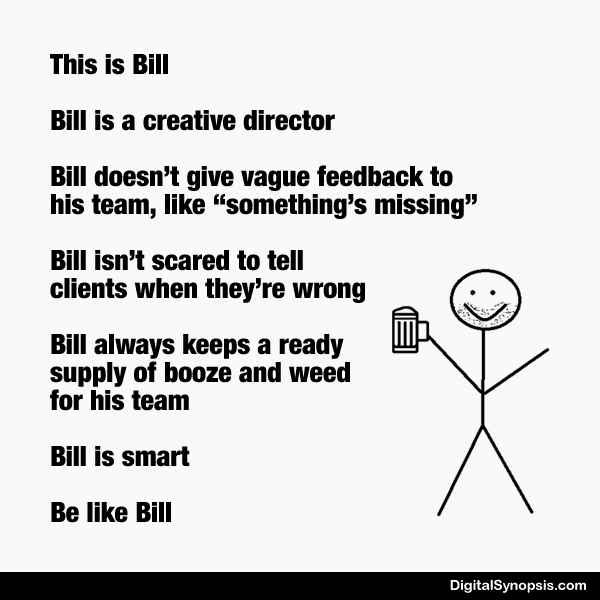 This is Bill
Bill is a creative director
Bill doesn’t give vague feedback to
his team, like “something’s missing”
Bill isn’t scared to tell
clients when they’re wrong
Bill always keeps a ready
supply of booze and weed
for his team
Bill is smart
Be like Bill
DigitalSynopsis.com